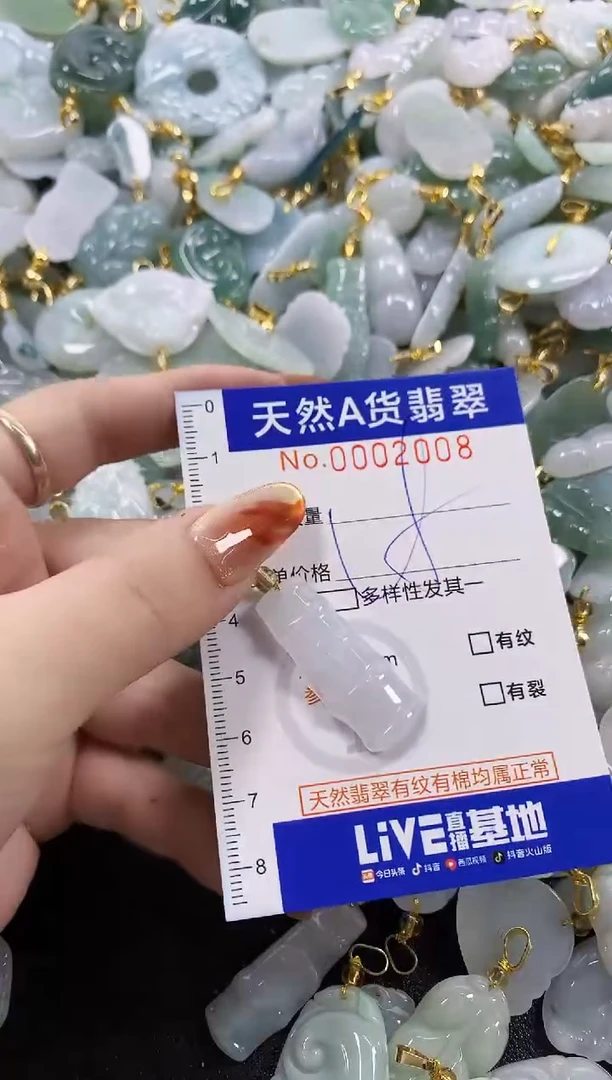 天然A货翡翠
No.0002008
量
单价格
多样性发其一
m
有纹
有裂
参
天然翡翠有纹有棉均属正常
LiVE直播基地
今日头条 抖音 西瓜视频 抖音火山版
0
1
4
5
6
7
8